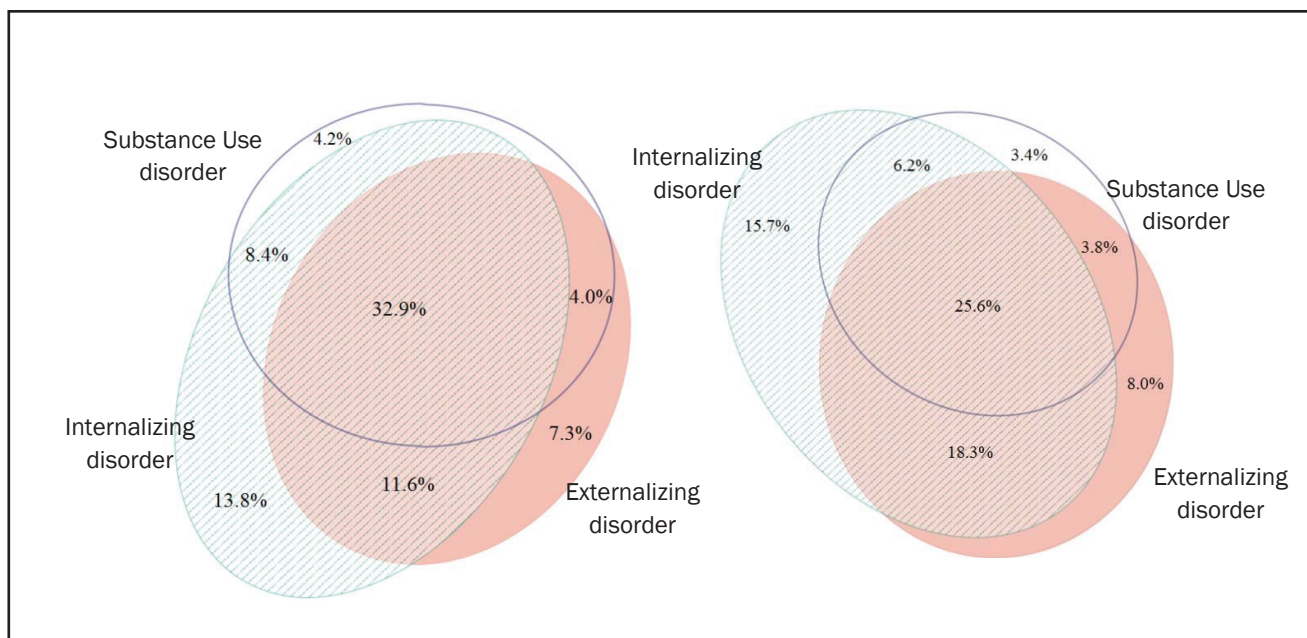 4.2%
Substance Use
disorder
8.4%
32.9%
4.0%
Internalizing
disorder
7.3%
11.6%
13.8%
Externalizing
disorder
Internalizing
disorder
6.2%
3.4%
Substance Use
disorder
15.7%
3.8%
25.6%
8.0%
18.3%
Externalizing
disorder